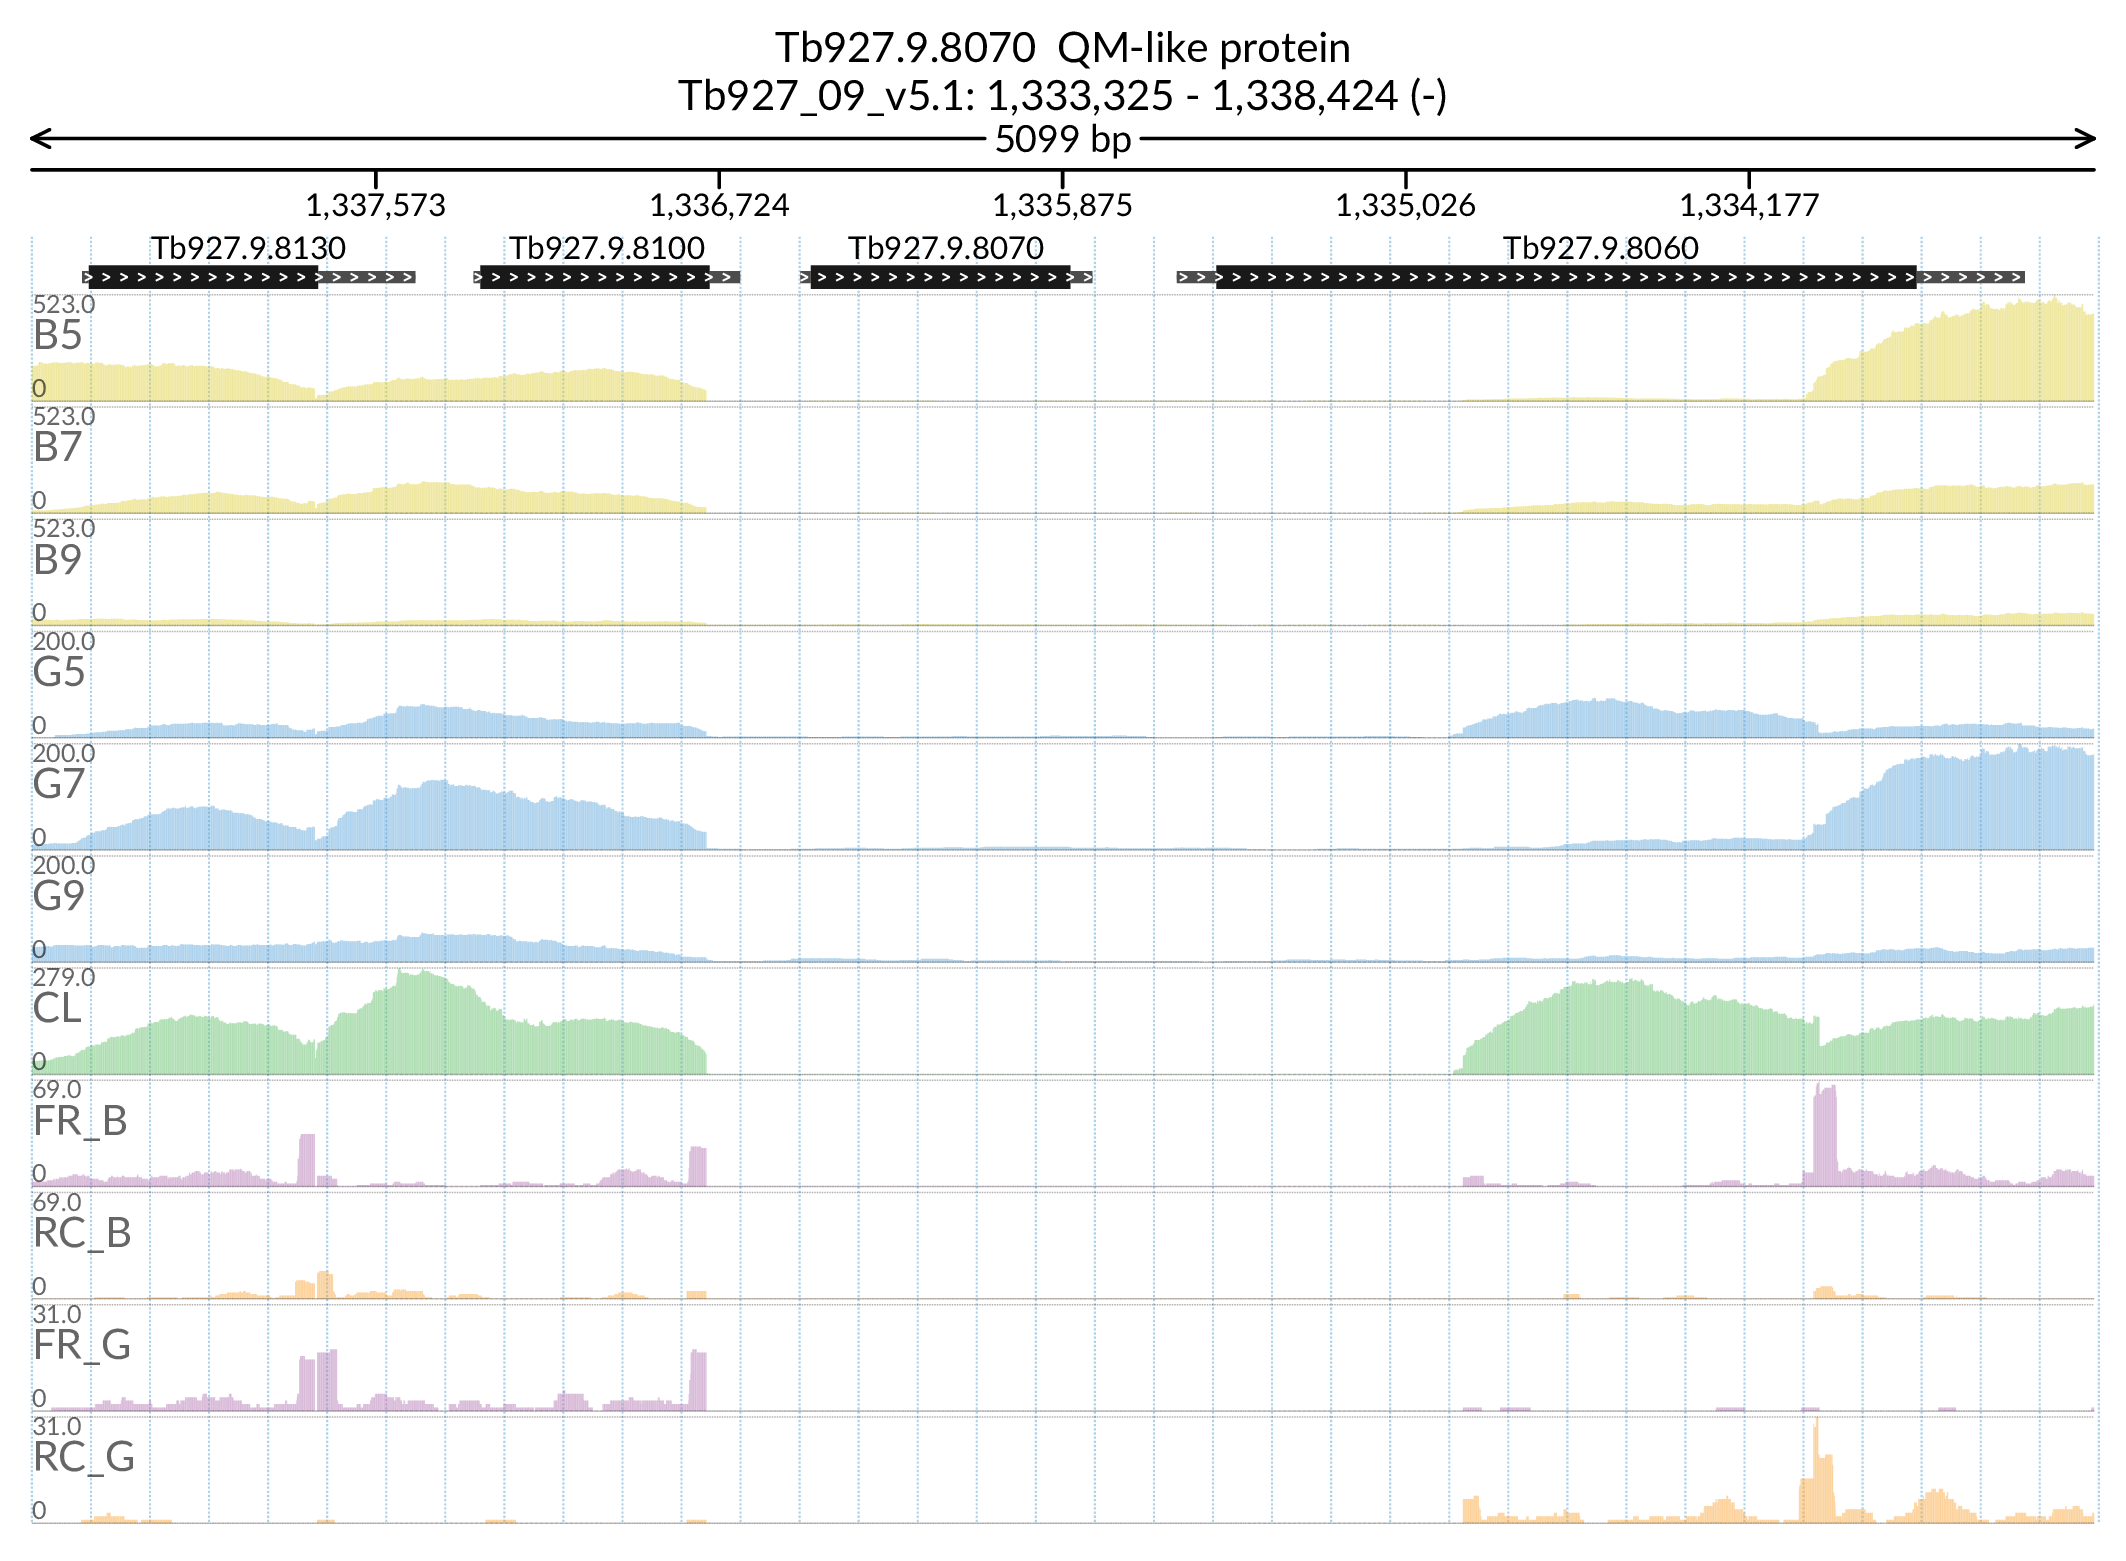 Tb927.9.8070  QM-like protein
Tb927_09_v5.1: 1,333,325 - 1,338,424 (-)
5099 bp
1,337,573 1,336,724 1,335,875 1,335,026 1,334,177
Tb927.9.8130 Tb927.9.8100 Tb927.9.8070 Tb927.9.8060
523.0
B5
0
523.0
B7
0
523.0
B9
0
200.0
G5
0
200.0
G7
0
200.0
G9
0
279.0
CL
0
69.0
FR_B
0
69.0
RC_B
0
31.0
FR_G
0
31.0
RC_G
0